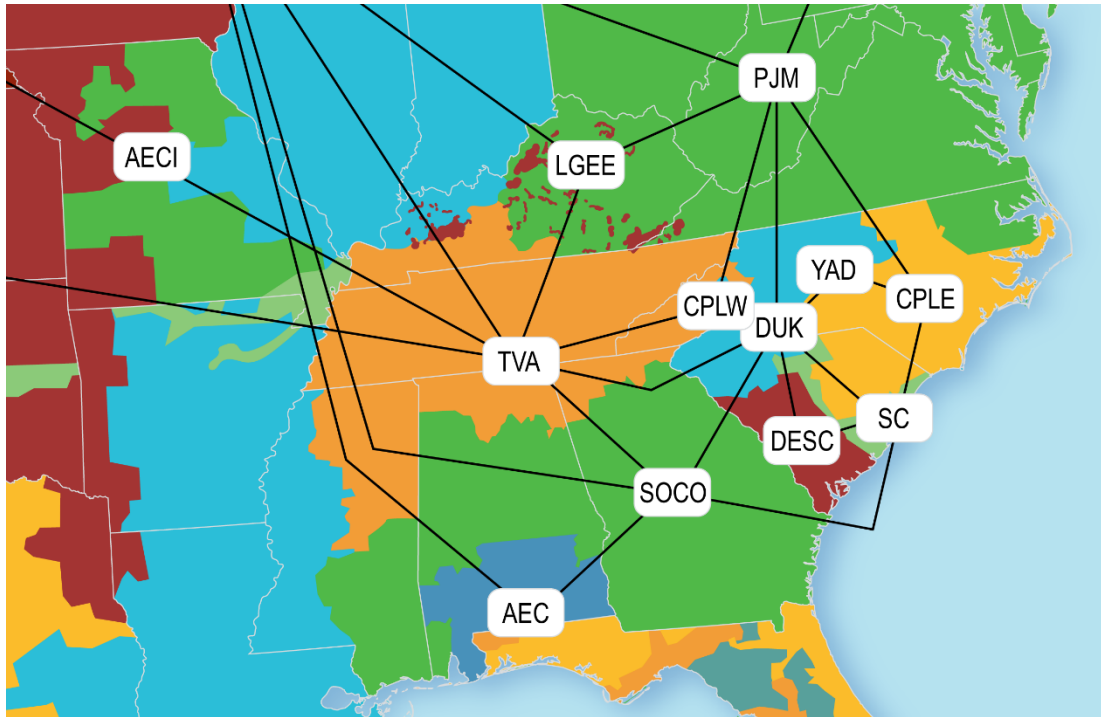 PJM
AECI
LGEE
YAD
CPLE
CPLW
DUK
TVA
SC
DESC
SOCO
AEC